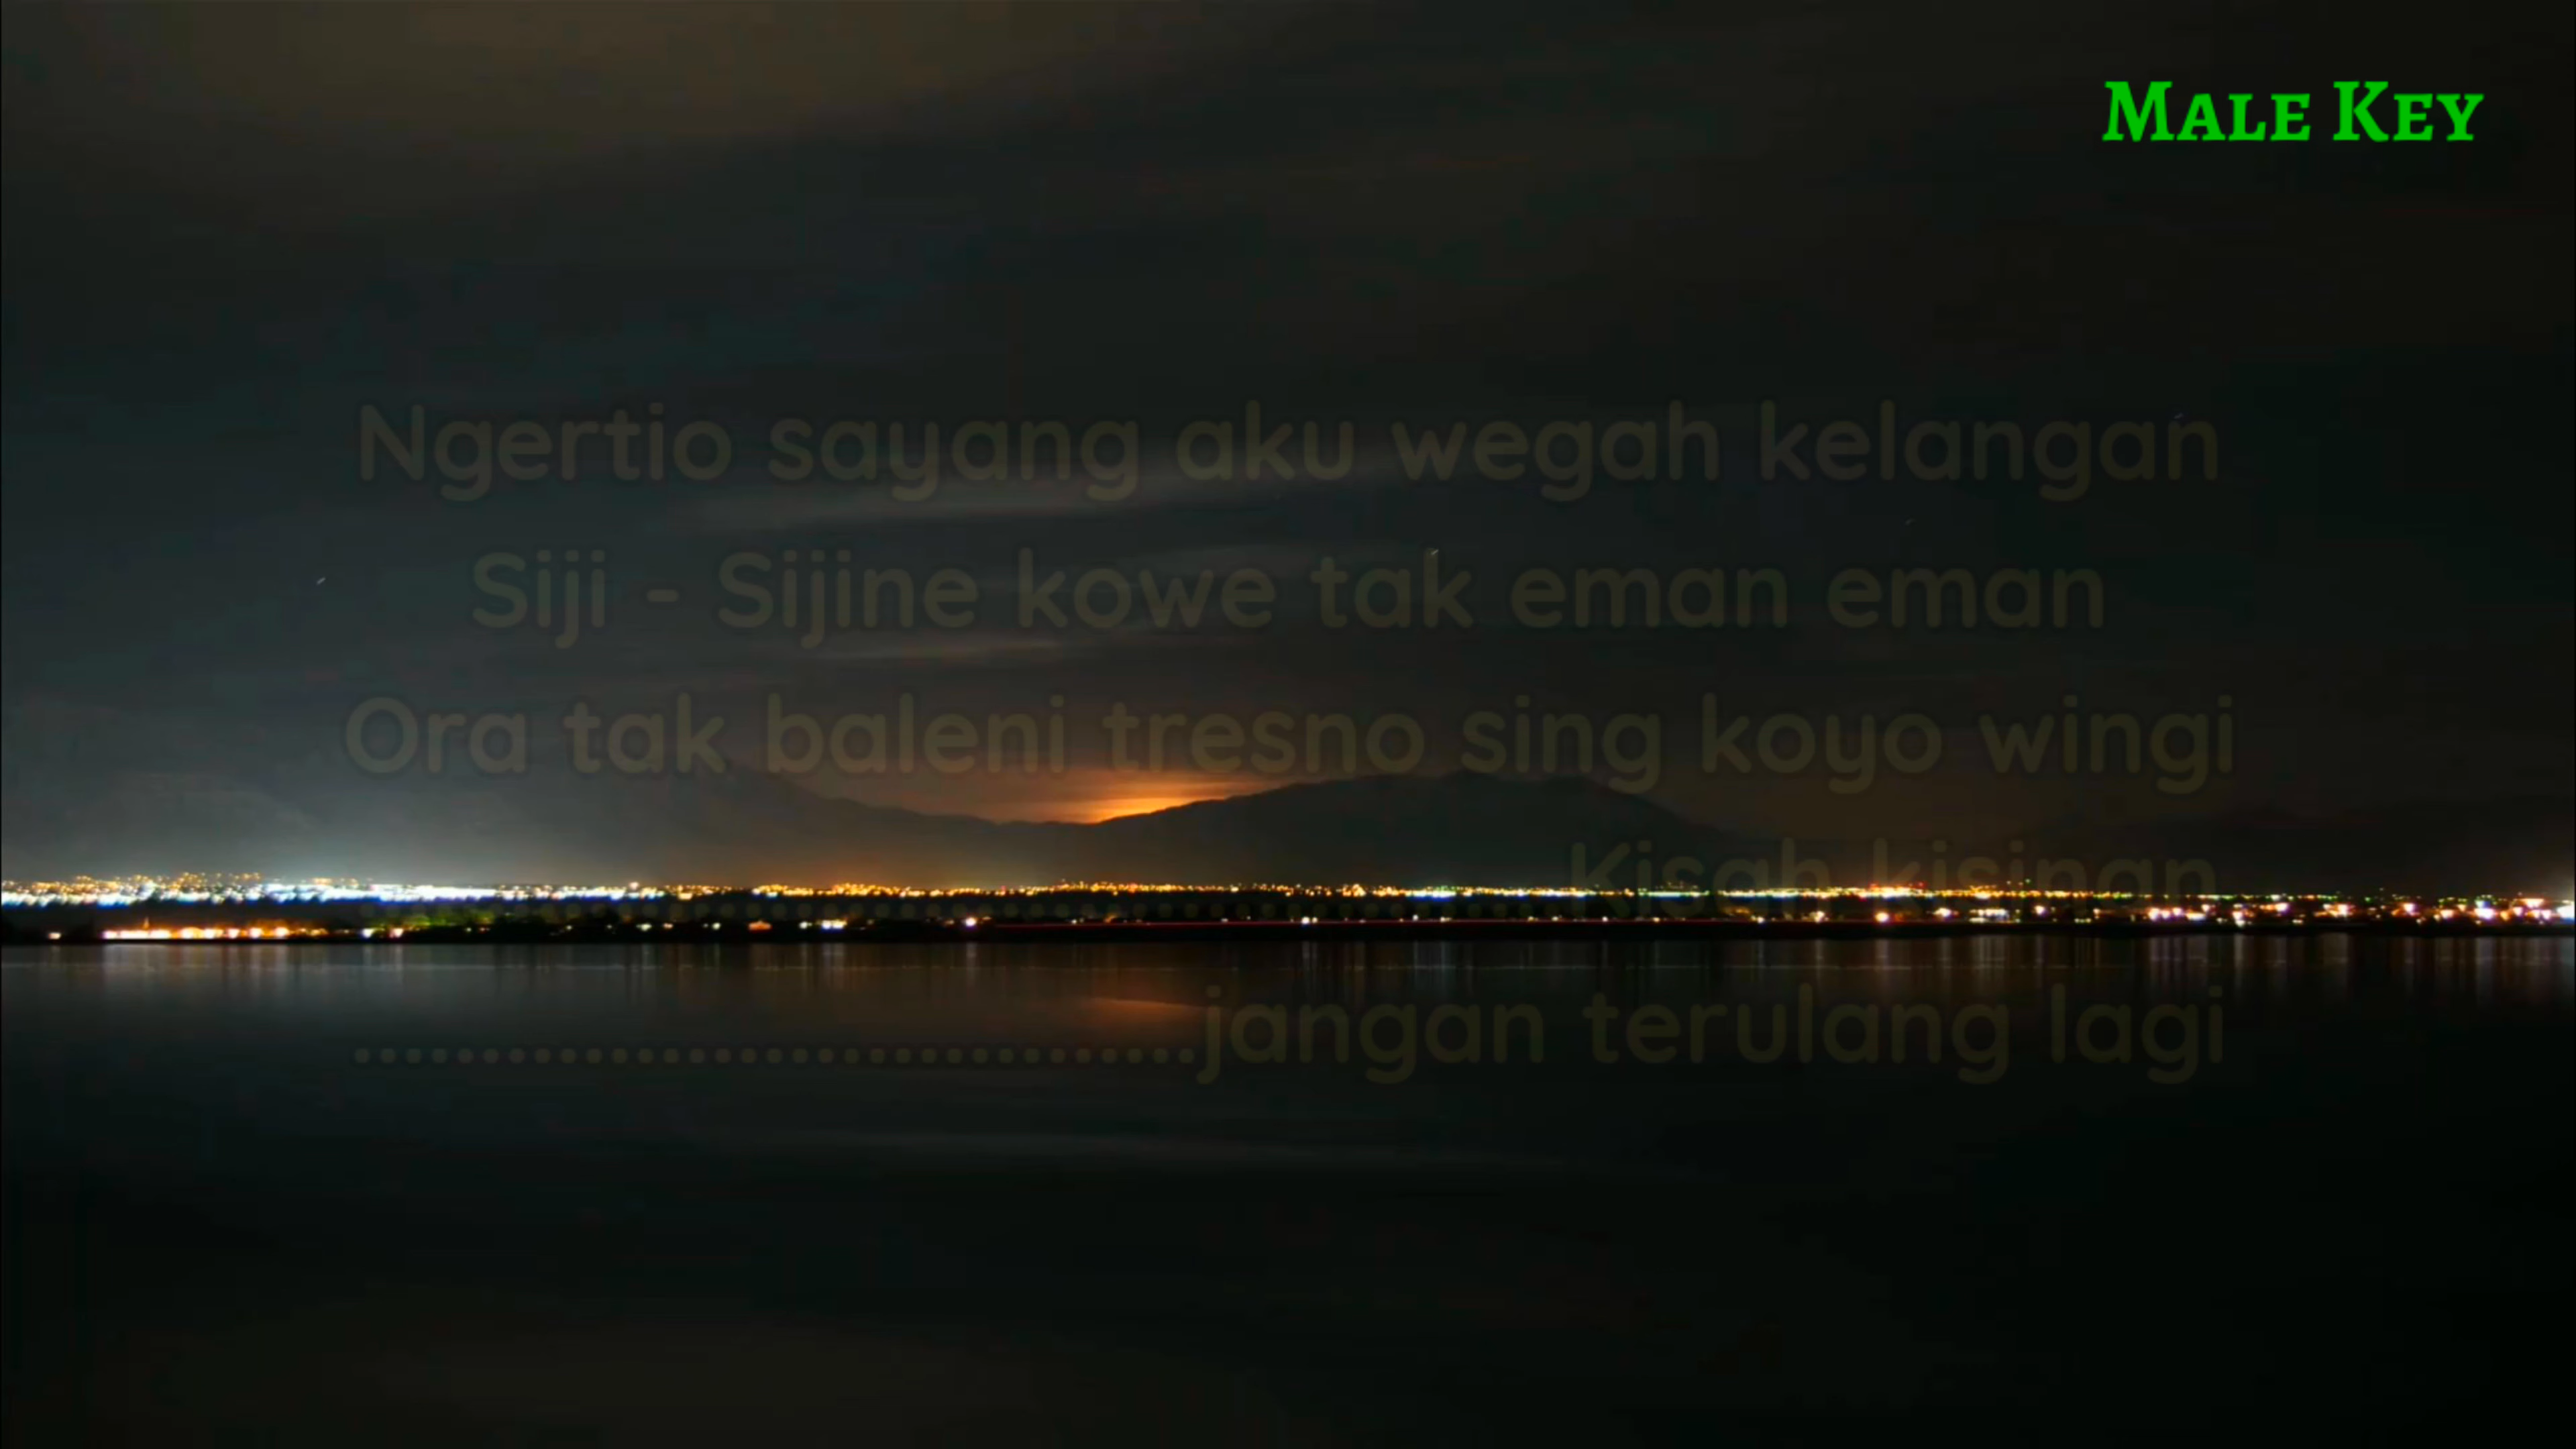 MALE KEY
Ngertio sayang aku wegah kelangan
Siji - Sijine kowe tak eman eman
Ora tak baleni tresno sing koyo wingi
................................................Kisah kisinan
.................................jangan terulang lagi